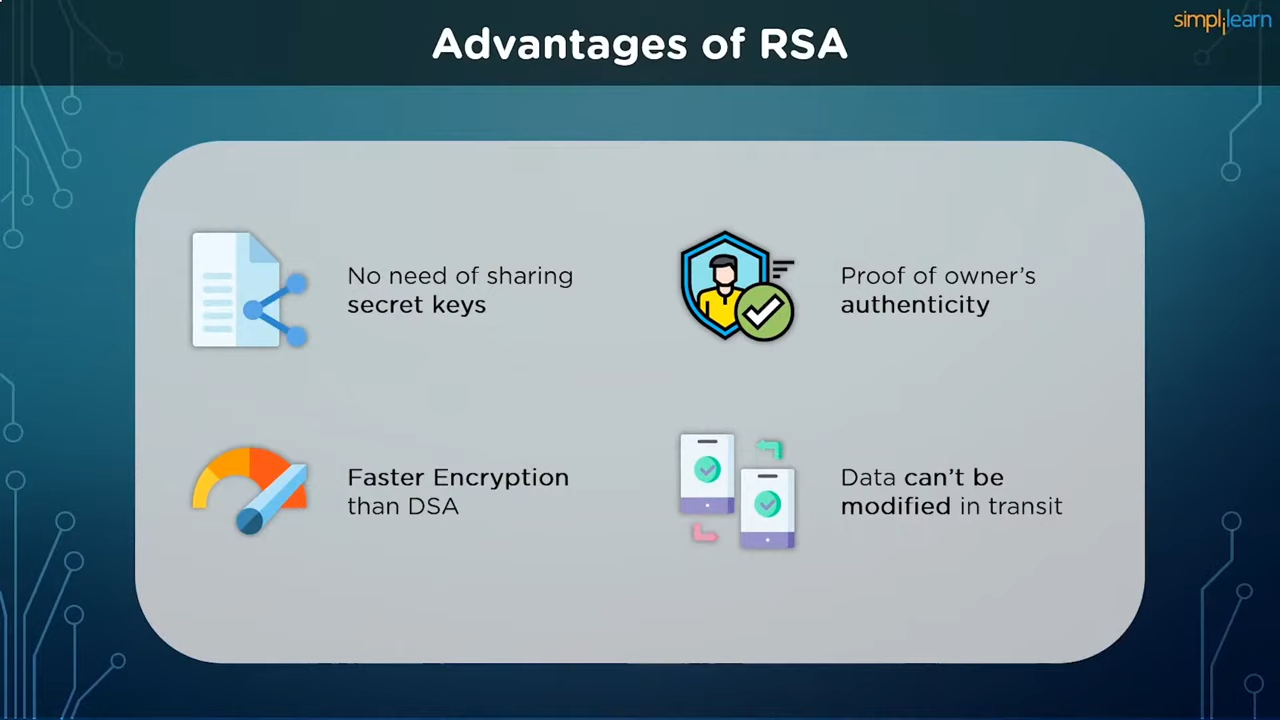 simplilearn
Advantages of RSA
No need of sharing
secret keys
Proof of owner's
authenticity
Faster Encryption
than DSA
Data can't be
modified in transit